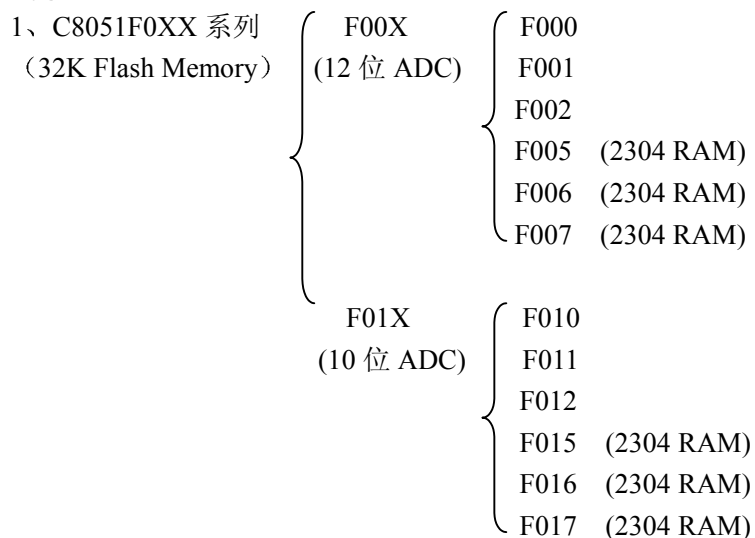 1、C8051F0XX 系列 F00X F000
（32K Flash Memory） (12 位 ADC) F001
F002
F005 (2304 RAM)
F006 (2304 RAM)
F007 (2304 RAM)
F01X F010
(10 位 ADC) F011
F012
F015 (2304 RAM)
F016 (2304 RAM)
F017 (2304 RAM)